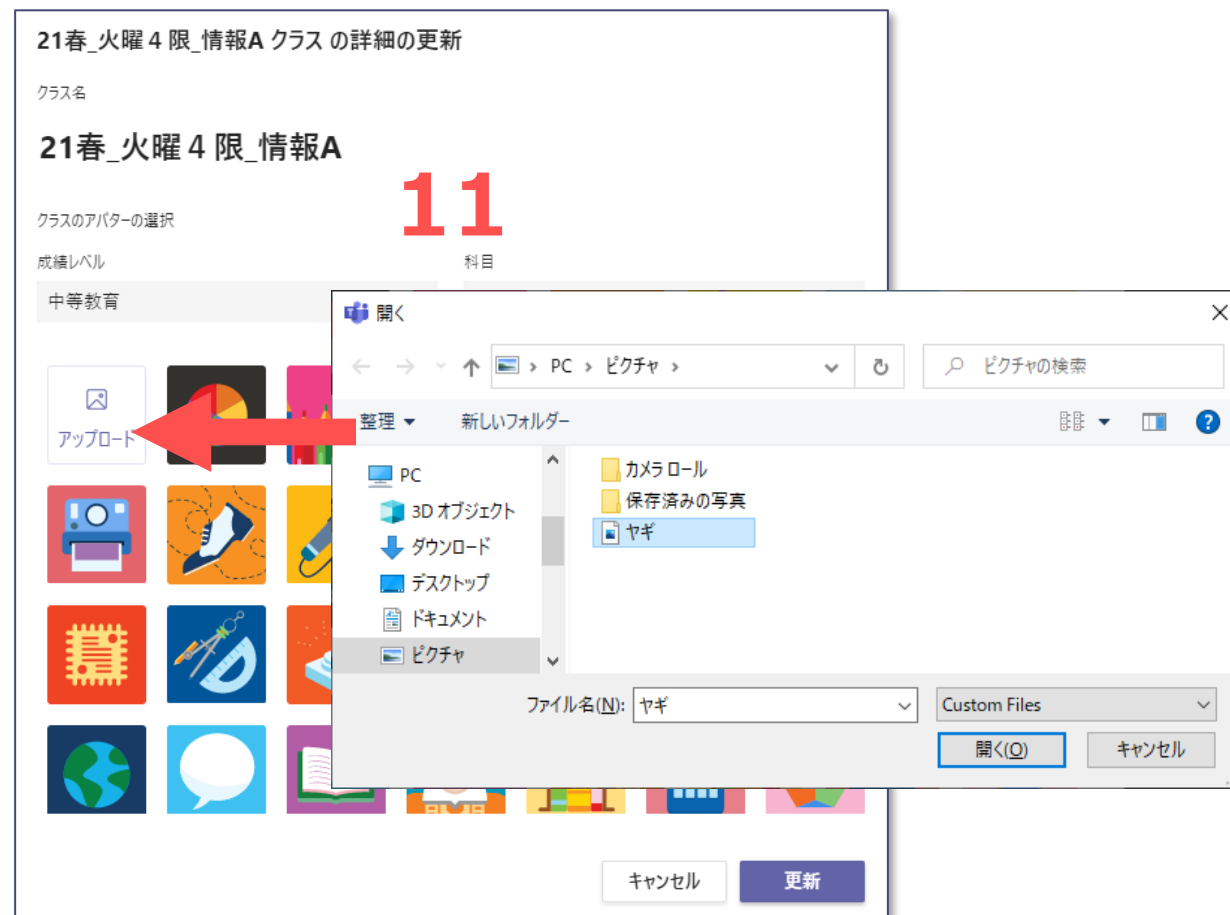 21春_火曜４限_情報A クラス の詳細の更新
クラス名
21春_火曜４限_情報A
11
クラスのアバターの選択
成績レベル
科目
中等教育
アップロード
開く
PC › ピクチャ ›
ピクチャの検索
整理
新しいフォルダー
PC
3D オブジェクト
ダウンロード
デスクトップ
ドキュメント
ピクチャ
カメラ ロール
保存済みの写真
ヤギ
ファイル名(N):
ヤギ
Custom Files
開く(O)
キャンセル
キャンセル
更新